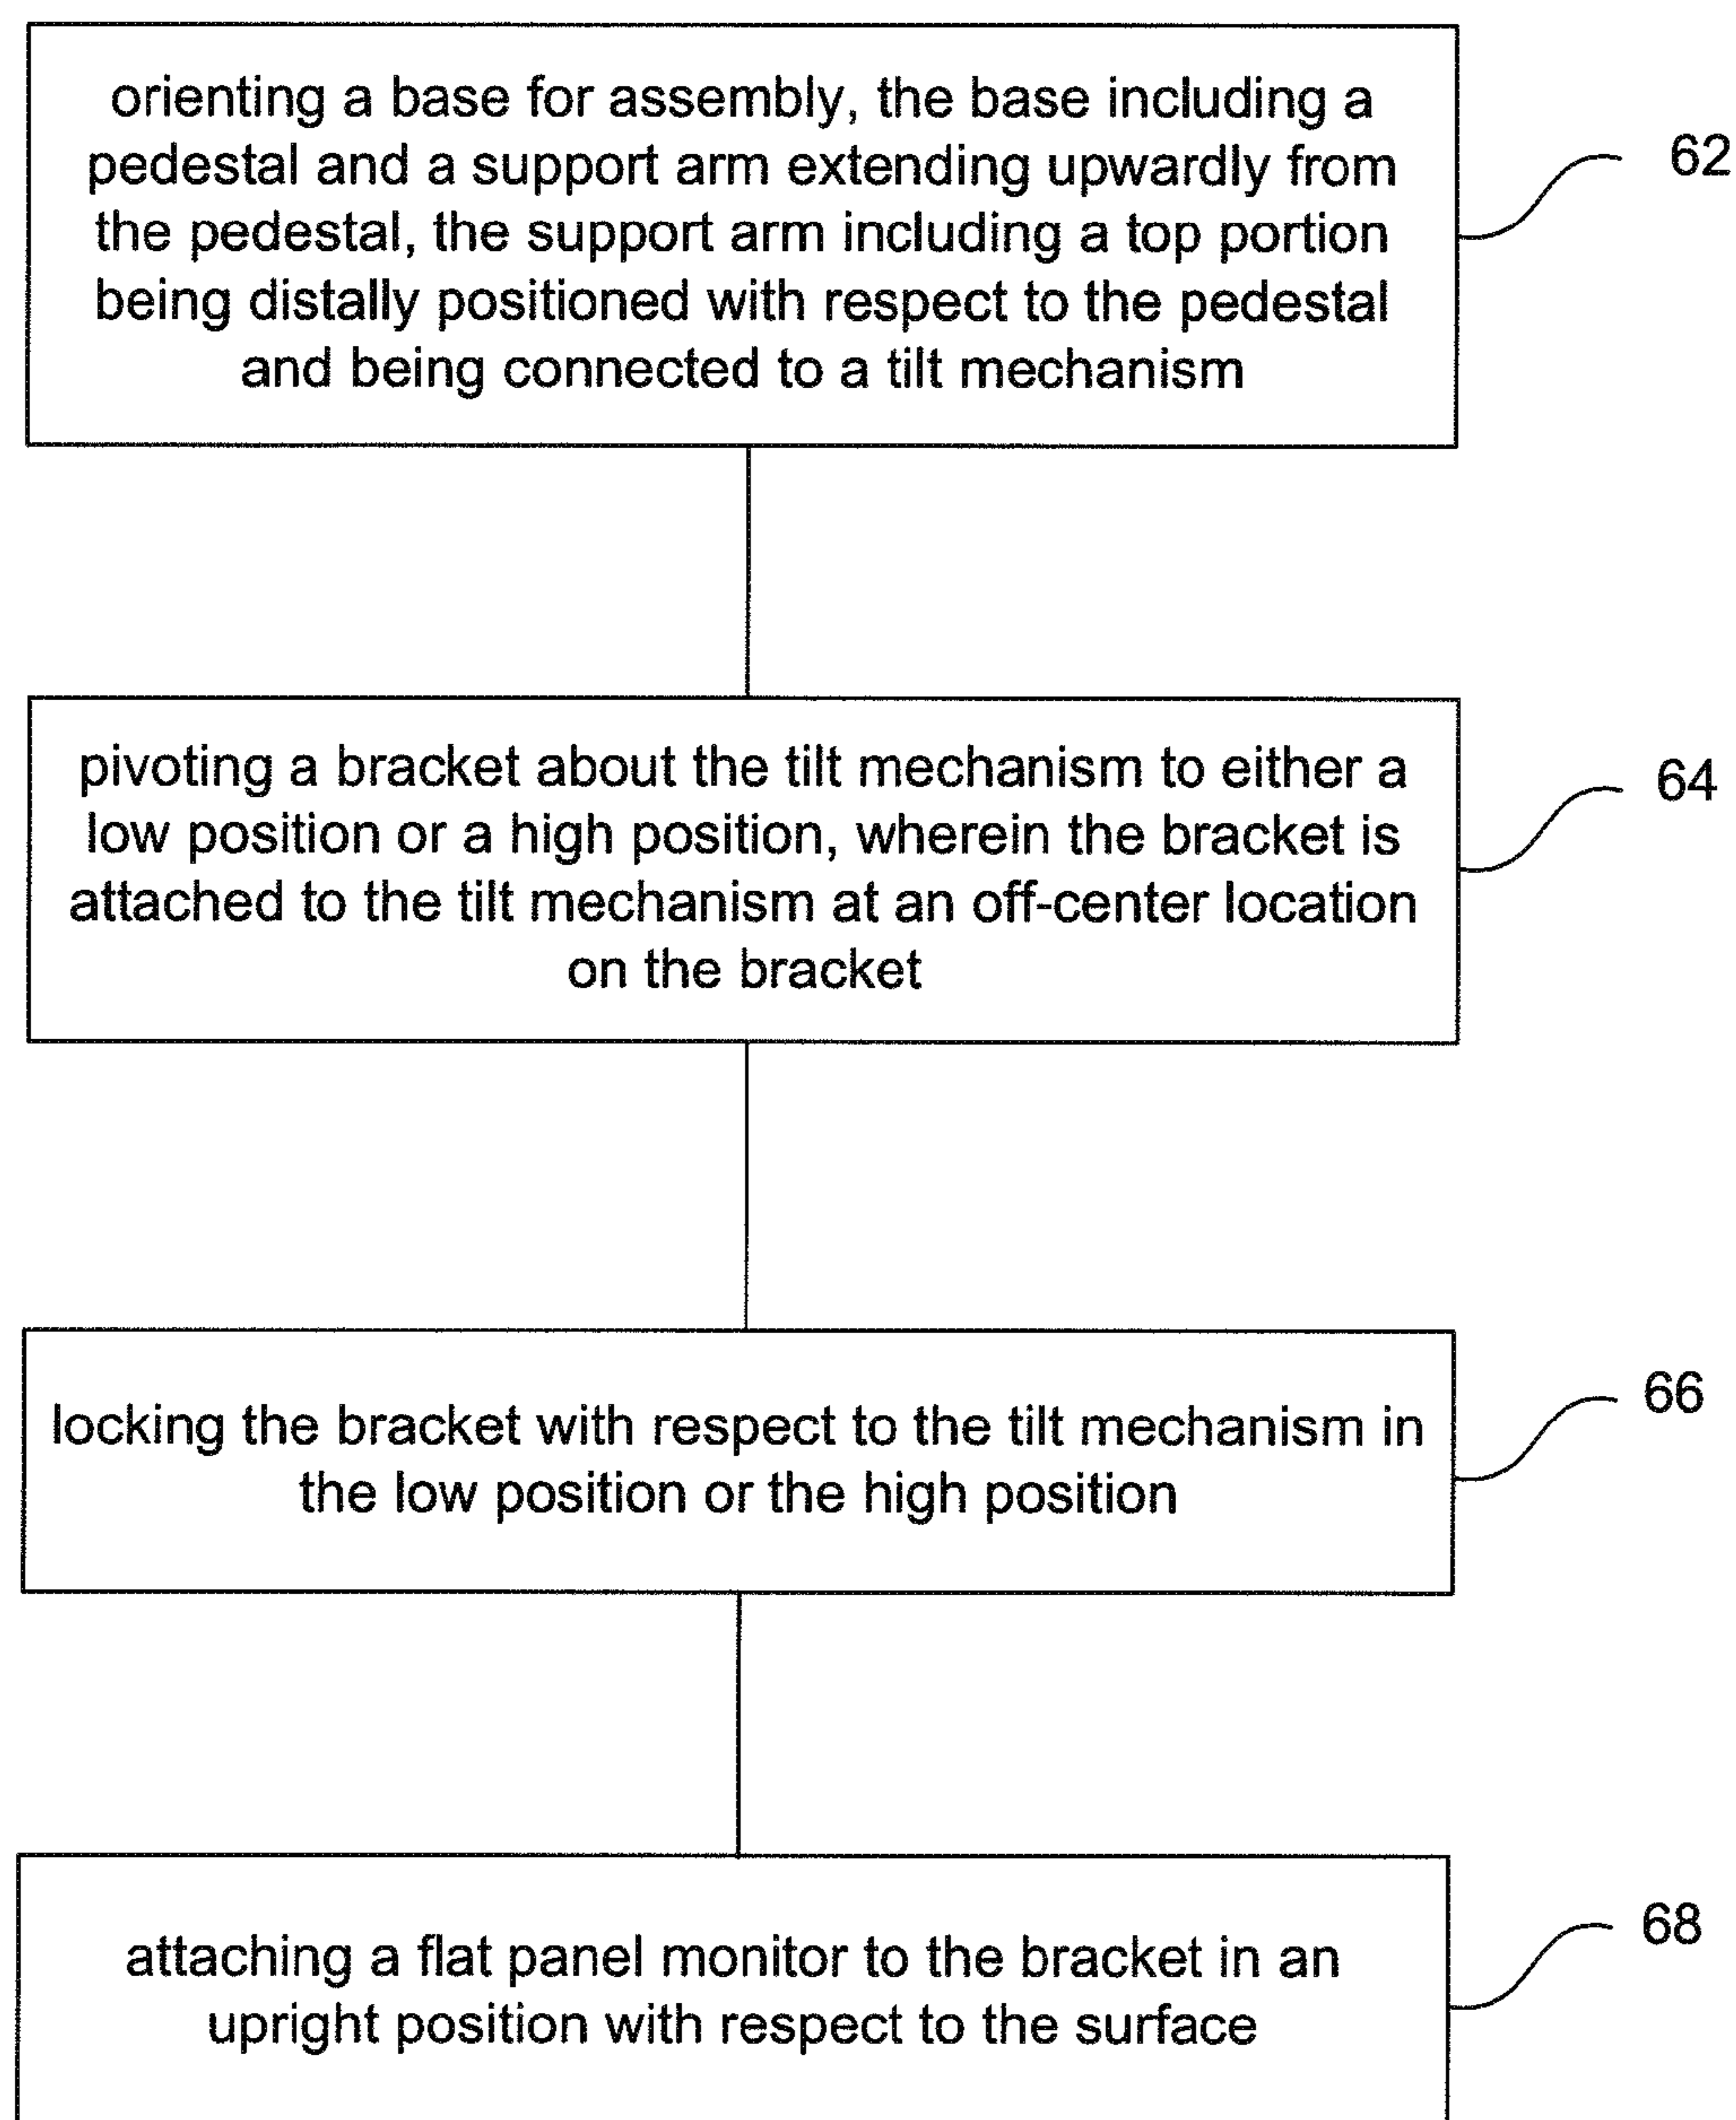 orienting a base for assembly, the base including a
pedestal and a support arm extending upwardly from
the pedestal, the support arm including a top portion
being distally positioned with respect to the pedestal
and being connected to a tilt mechanism
62
pivoting a bracket about the tilt mechanism to either a
low position or a high position, wherein the bracket is
attached to the tilt mechanism at an off-center location
on the bracket
64
locking the bracket with respect to the tilt mechanism in
the low position or the high position
66
attaching a flat panel monitor to the bracket in an
upright position with respect to the surface
68